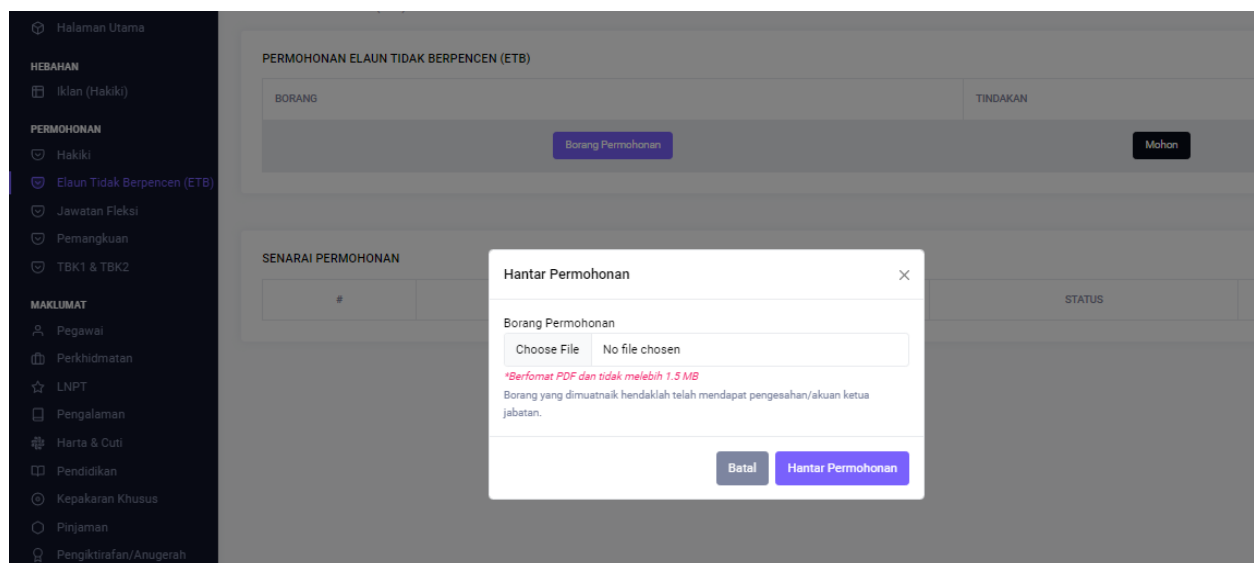 Halaman Utama
HEBAHAN
Iklan (Hakiki)
PERMOHONAN
Hakiki
Elaun Tidak Berpencen (ETB)
Jawatan Fleksi
Pemangkuan
TBK1 & TBK2
MAKLUMAT
Pegawai
Perkhidmatan
LNPT
Pengalaman
Harta & Cuti
Pendidikan
Kepakaran Khusus
Pinjaman
Pengiktirafan/Anugerah
PERMOHONAN ELAUN TIDAK BERPENCEN (ETB)
BORANG TINDAKAN
Borang Permohonan Mohon
SENARAI PERMOHONAN
# STATUS
Hantar Permohonan
Borang Permohonan
Choose File No file chosen
*Berfomat PDF dan tidak melebih 1.5 MB
Borang yang dimuatnaik hendaklah telah mendapat pengesahan/akuan ketua
jabatan.
Batal Hantar Permohonan